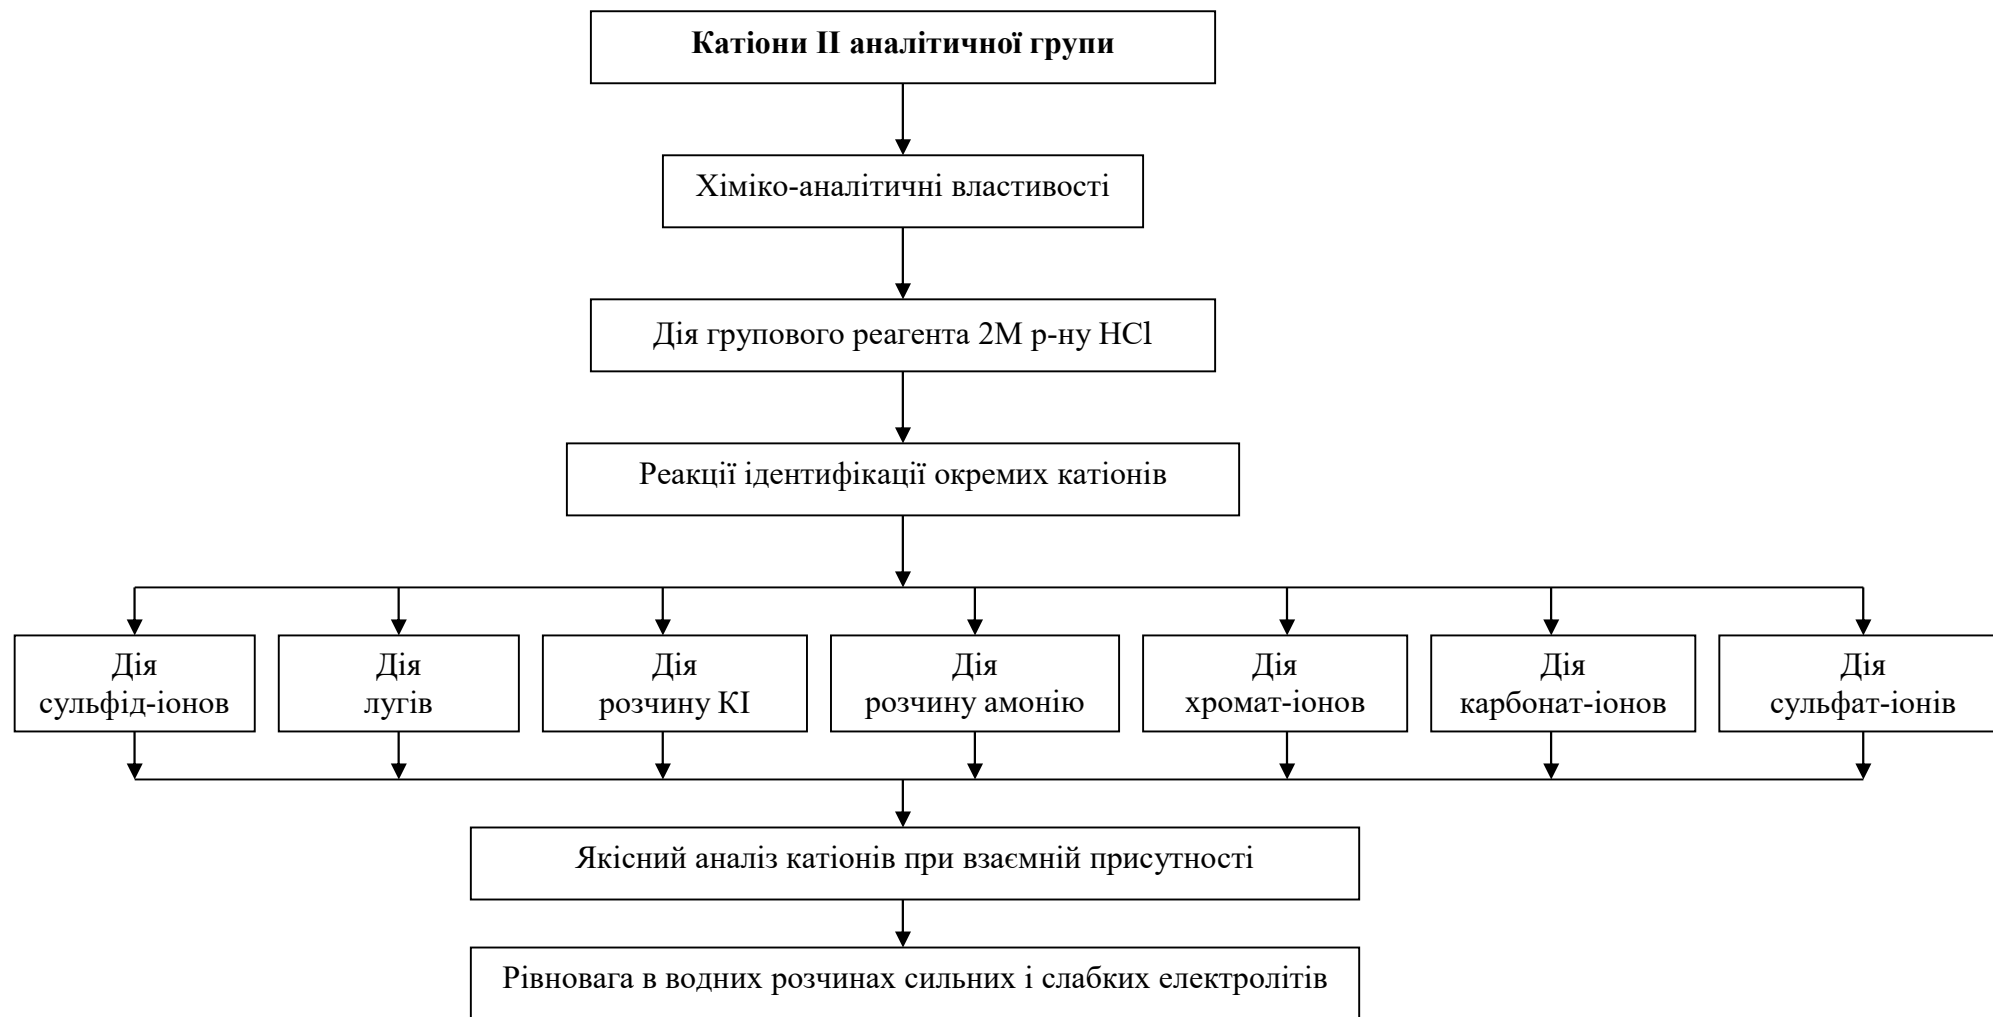 Катіони ІІ аналітичної групи
Хіміко-аналітичні властивості
Дія групового реагента 2М р-ну HCl
Реакції ідентифікації окремих катіонів
Дія
сульфід-іонов
Дія
лугів
Дія
розчину КІ
Дія
розчину амонію
Дія
хромат-іонов
Дія
карбонат-іонов
Дія
сульфат-іонів
Якісний аналіз катіонів при взаємній присутності
Рівновага в водних розчинах сильних і слабких електролітів